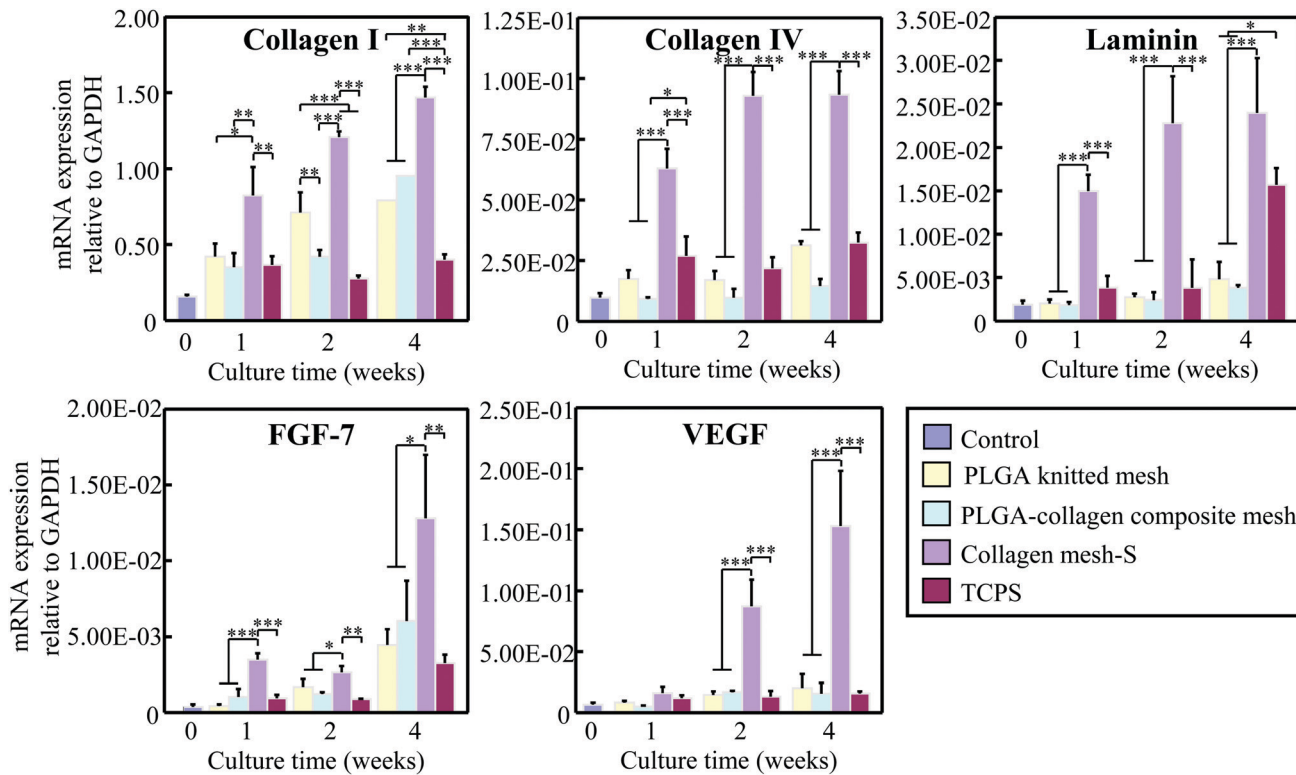 Collagen I
2.00
1.50
1.00
0.50
0
mRNA expression
relative to GAPDH
** *** *** *** ** * ** *** *** *** ** 
0 1 2 4
Culture time (weeks)
Collagen IV
1.25E-01
1.00E-01
7.50E-02
5.00E-02
2.50E-02
0
*** *** *** *** * *** ***
0 1 2 4
Culture time (weeks)
Laminin
3.50E-02
3.00E-02
2.50E-02
2.00E-02
1.50E-02
1.00E-02
5.00E-03
0
* *** *** *** *** ***
0 1 2 4
Culture time (weeks)
FGF-7
2.00E-02
1.50E-02
1.00E-02
5.00E-03
0
mRNA expression
relative to GAPDH
* ** *** *** * **
0 1 2 4
Culture time (weeks)
VEGF
2.50E-01
2.00E-01
1.50E-01
1.00E-01
5.00E-02
0
*** *** *** ***
0 1 2 4
Culture time (weeks)
Control
PLGA knitted mesh
PLGA-collagen composite mesh
Collagen mesh-S
TCPS